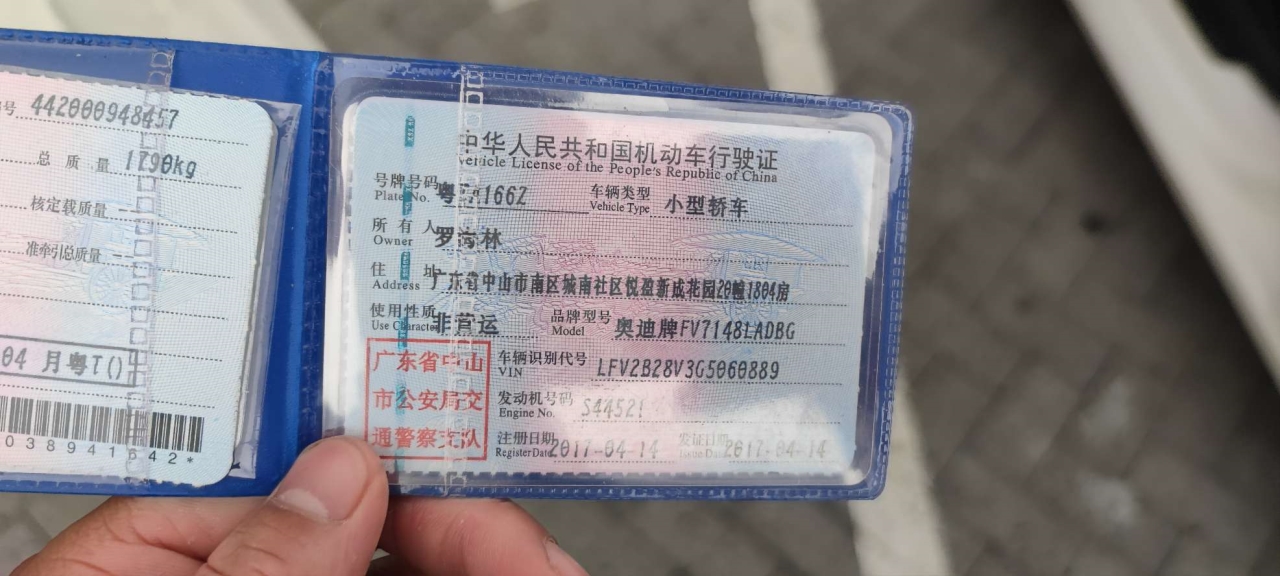 号 442000948457
总质量 1790kg
核定载质量 --
准牵引总质量 --
04 月粤T()
038941642*
中华人民共和国机动车行驶证
Vehicle License of the People's Republic of China
号牌号码 1662 车辆类型 小型轿车
Plate No. Vehicle Type
所有人 罗海林
Owner
住址 广东省中山市南区城南社区悦盈新成花园20幢1804房
Address
使用性质 非营运 品牌型号 奥迪牌FV7148LADBG
Use Character Model
广东省中山 车辆识别代号 LFV2B28V3G5060889
VIN
市公安局交 发动机号码 S44521
Engine No.
通警察支队 注册日期 2017-04-14 发证日期 2017-04-14
Register Date Issue Date